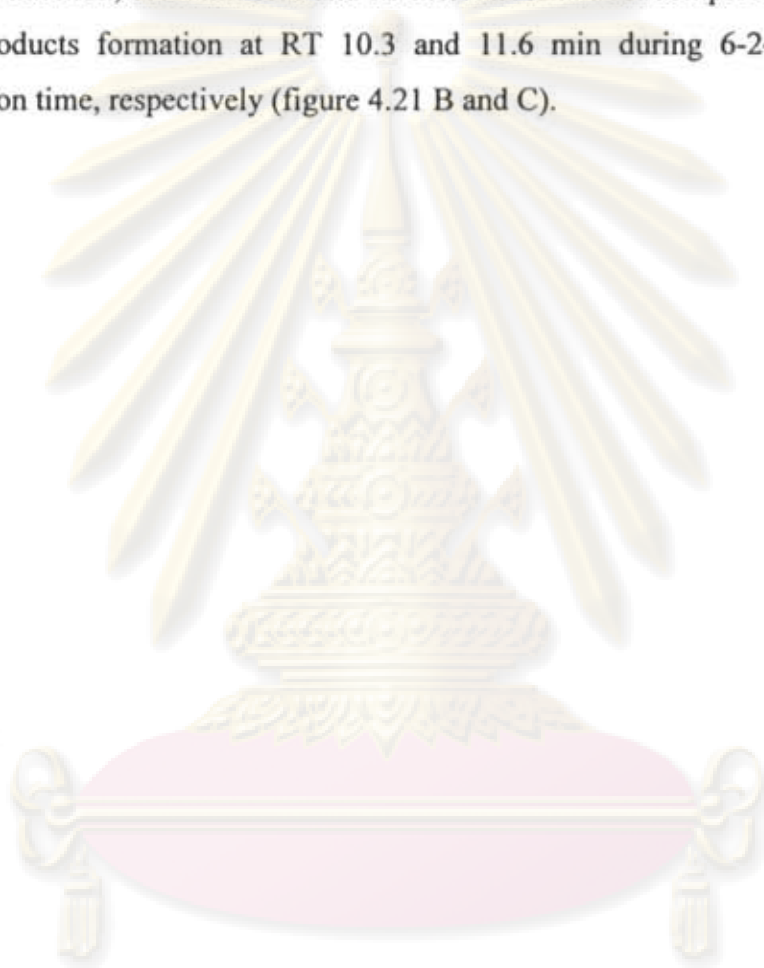 oducts formation at RT 10.3 and 11.6 min during 6-2
on time, respectively (figure 4.21 B and C).